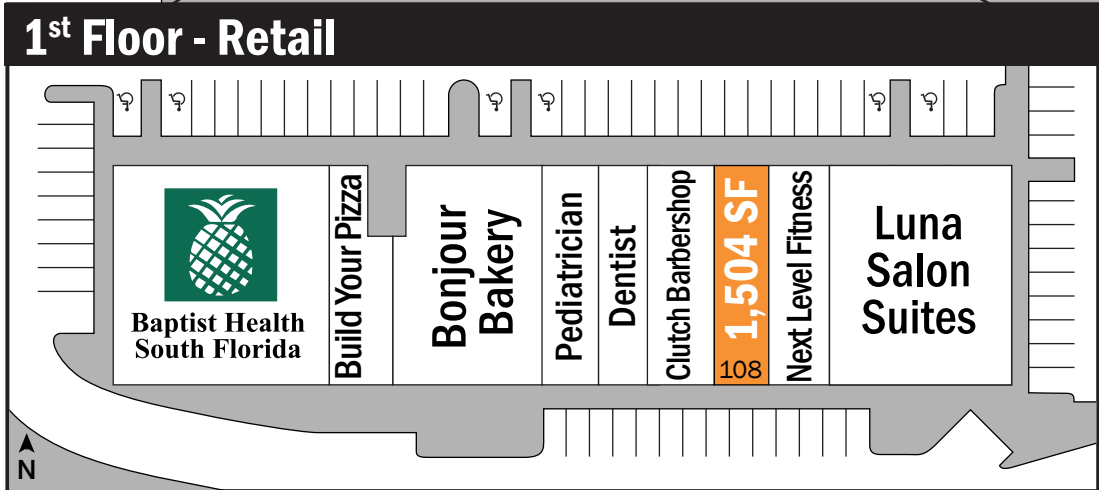 1st Floor - Retail
Baptist Health
South Florida
Build Your Pizza
Bonjour
Bakery
Pediatrician
Dentist
Clutch Barbershop
1,504 SF
108
Next Level Fitness
Luna
Salon
Suites
N